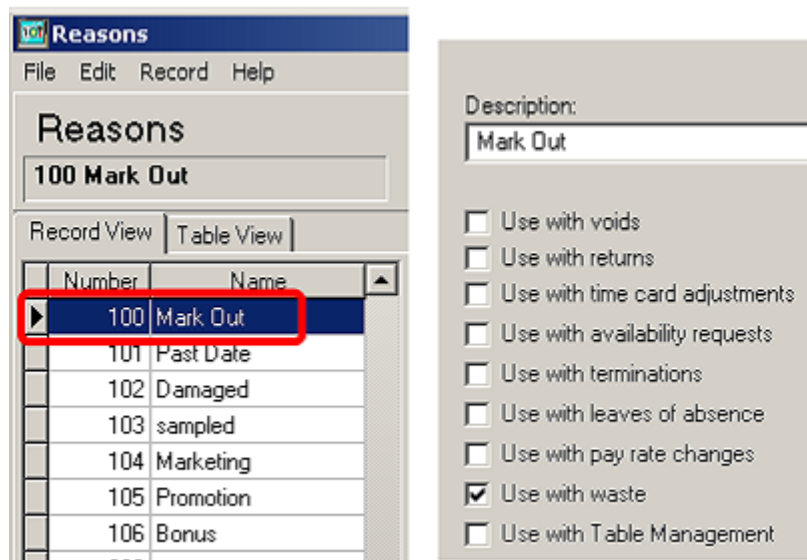 Reasons
File Edit Record Help
Reasons
100 Mark Out
Record View Table View
Number Name
100 Mark Out
101 Past Date
102 Damaged
103 sampled
104 Marketing
105 Promotion
106 Bonus
Description:
Mark Out
Use with voids
Use with returns
Use with time card adjustments
Use with availability requests
Use with terminations
Use with leaves of absence
Use with pay rate changes
Use with waste
Use with Table Management